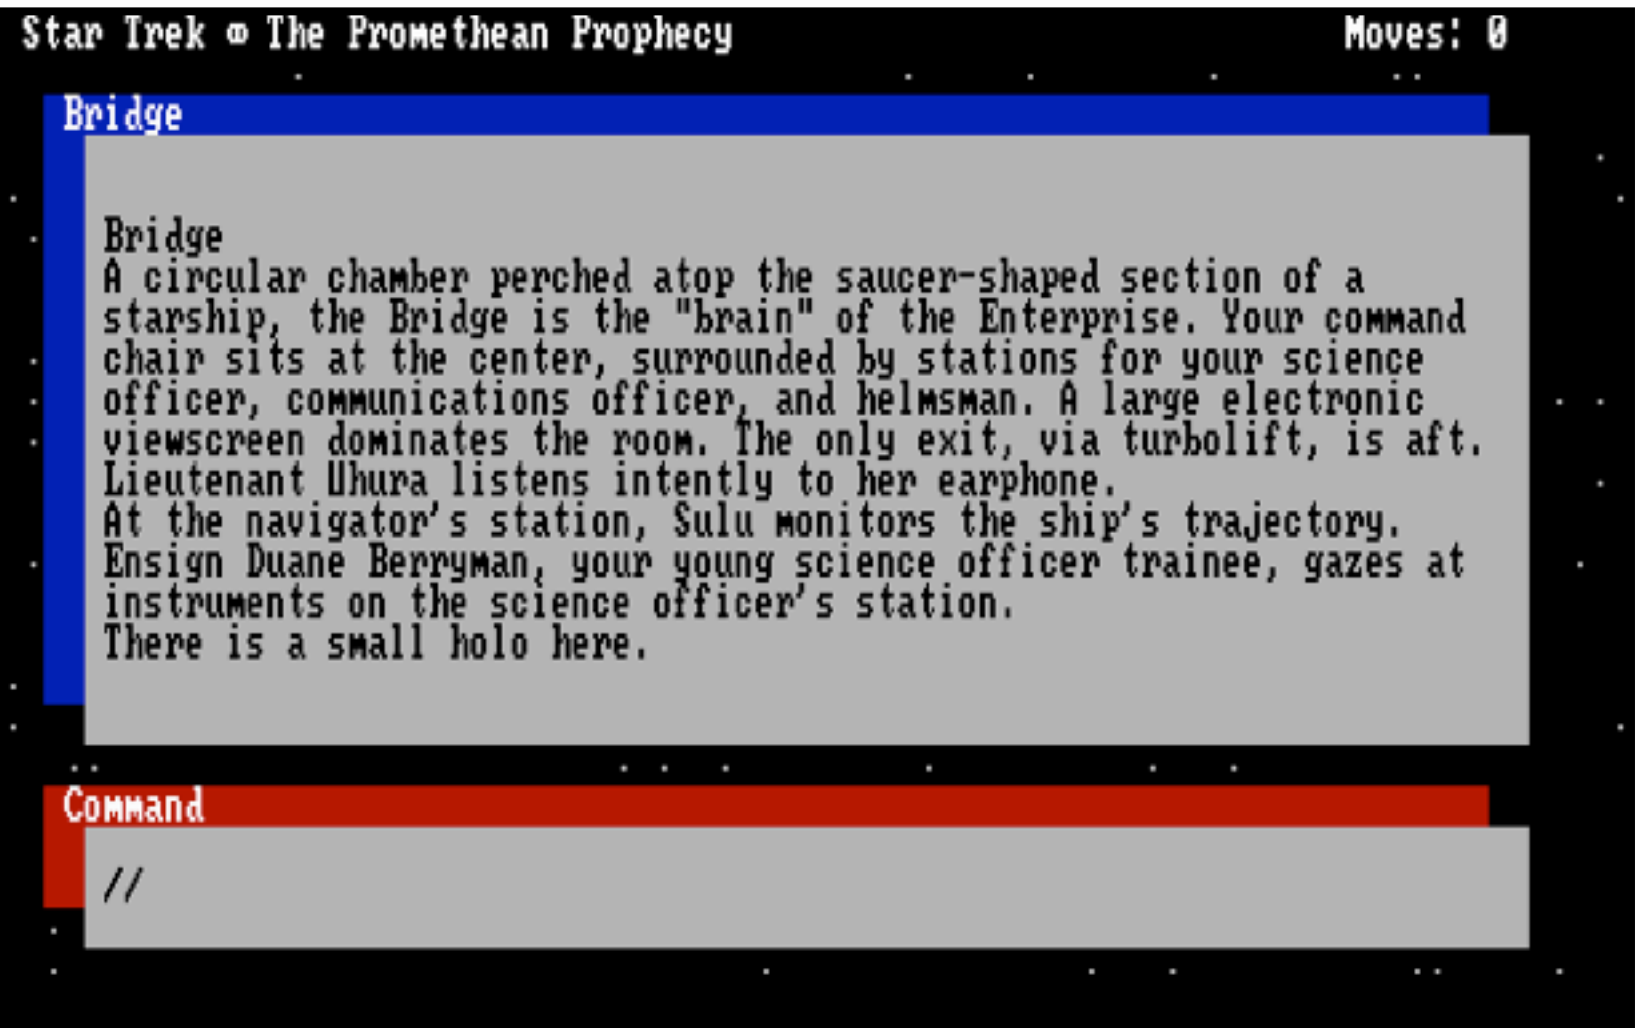 Star Trek ® The Promethean Prophecy
Moves: 0
Bridge
Bridge
A circular chamber perched atop the saucer-shaped section of a
starship, the Bridge is the "brain" of the Enterprise. Your command
chair sits at the center, surrounded by stations for your science
officer, communications officer, and helmsman. A large electronic
viewscreen dominates the room. The only exit, via turbolift, is aft.
Lieutenant Uhura listens intently to her earphone.
At the navigator's station, Sulu monitors the ship's trajectory.
Ensign Duane Berryman, your young science officer trainee, gazes at
instruments on the science officer's station.
There is a small holo here.
Command
//